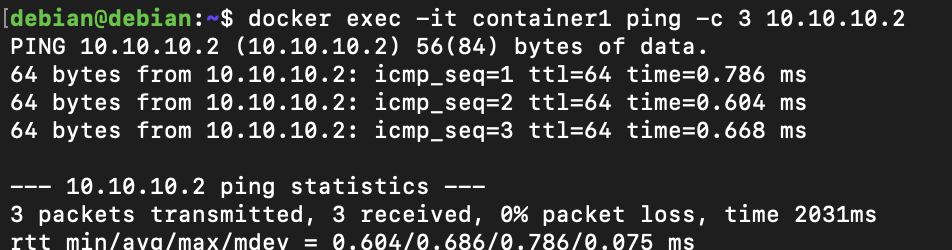 [debian@debian:~$ docker exec -it container1 ping -c 3 10.10.10.2
PING 10.10.10.2 (10.10.10.2) 56(84) bytes of data.
64 bytes from 10.10.10.2: icmp_seq=1 ttl=64 time=0.786 ms
64 bytes from 10.10.10.2: icmp_seq=2 ttl=64 time=0.604 ms
64 bytes from 10.10.10.2: icmp_seq=3 ttl=64 time=0.668 ms
--- 10.10.10.2 ping statistics ---
3 packets transmitted, 3 received, 0% packet loss, time 2031ms
rtt min/avg/max/mdev = 0.604/0.686/0.786/0.075 ms